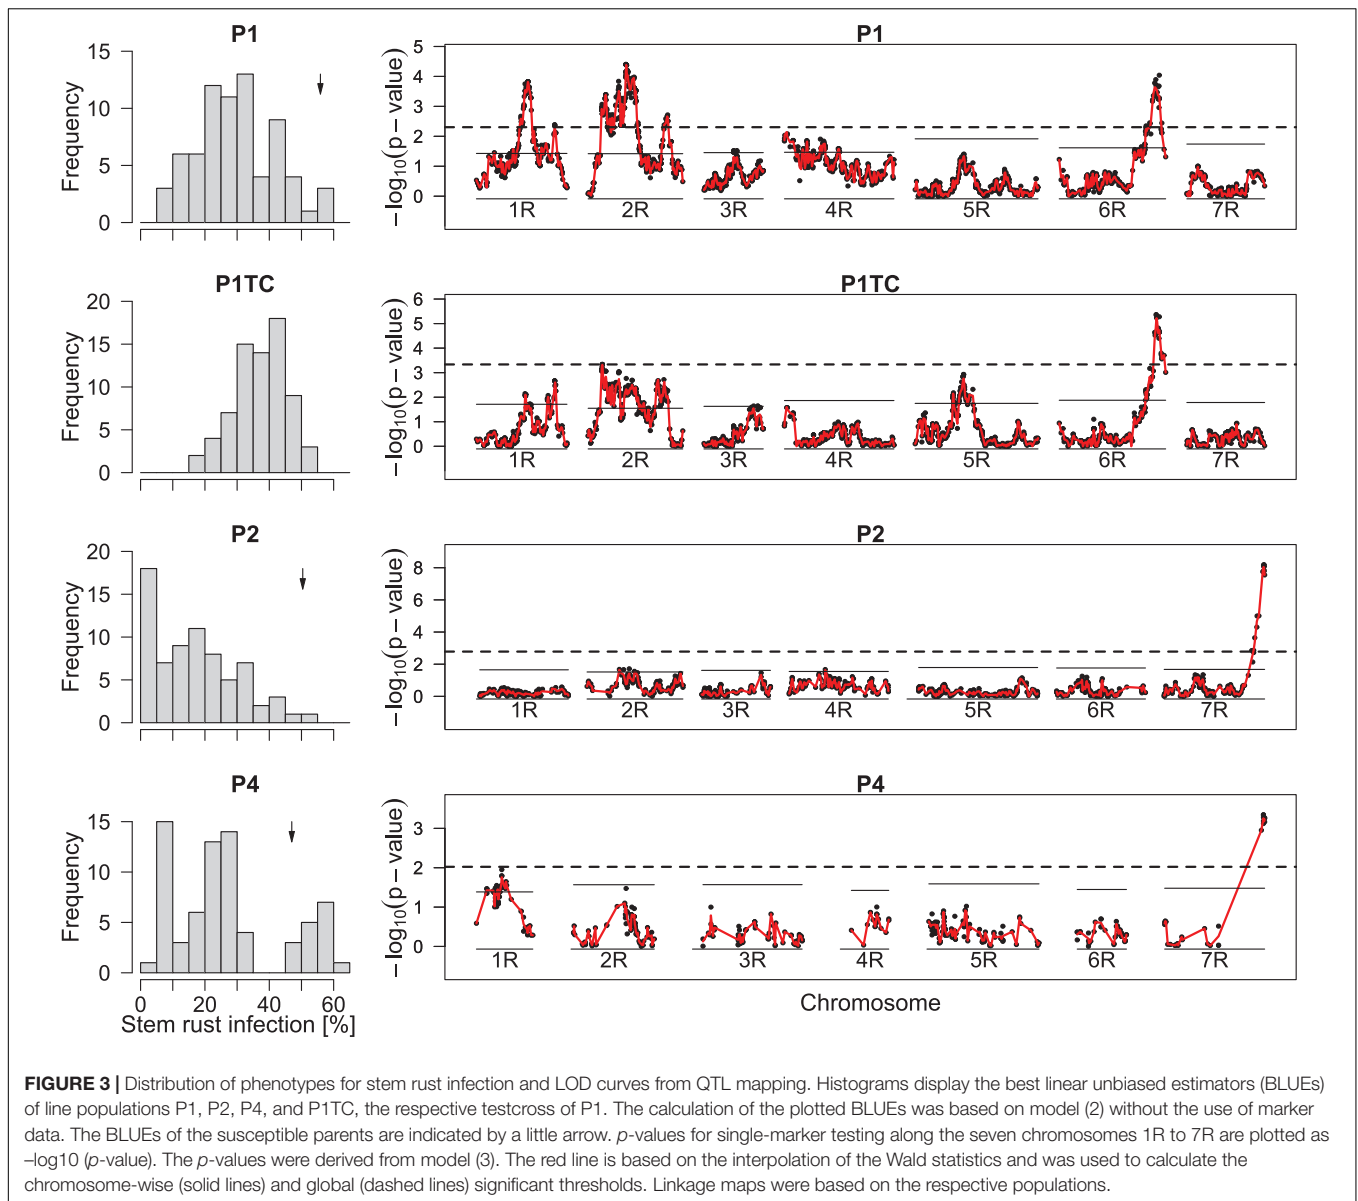 P1
P1
15
10
5
0
Frequency
5
4
3
2
1
0
−log10(p − value)
1R 2R 3R 4R 5R 6R 7R
P1TC
P1TC
20
15
10
5
0
Frequency
6
5
4
3
2
1
0
−log10(p − value)
1R 2R 3R 4R 5R 6R 7R
P2
P2
20
15
10
5
0
Frequency
8
6
4
2
0
−log10(p − value)
1R 2R 3R 4R 5R 6R 7R
P4
P4
15
10
5
0
Frequency
0 20 40 60
Stem rust infection [%]
3
2
1
0
−log10(p − value)
1R 2R 3R 4R 5R 6R 7R
Chromosome
FIGURE 3 | Distribution of phenotypes for stem rust infection and LOD curves from QTL mapping. Histograms display the best linear unbiased estimators (BLUEs)
of line populations P1, P2, P4, and P1TC, the respective testcross of P1. The calculation of the plotted BLUEs was based on model (2) without the use of marker
data. The BLUEs of the susceptible parents are indicated by a little arrow. p-values for single-marker testing along the seven chromosomes 1R to 7R are plotted as
–log10 (p-value). The p-values were derived from model (3). The red line is based on the interpolation of the Wald statistics and was used to calculate the
chromosome-wise (solid lines) and global (dashed lines) significant thresholds. Linkage maps were based on the respective populations.